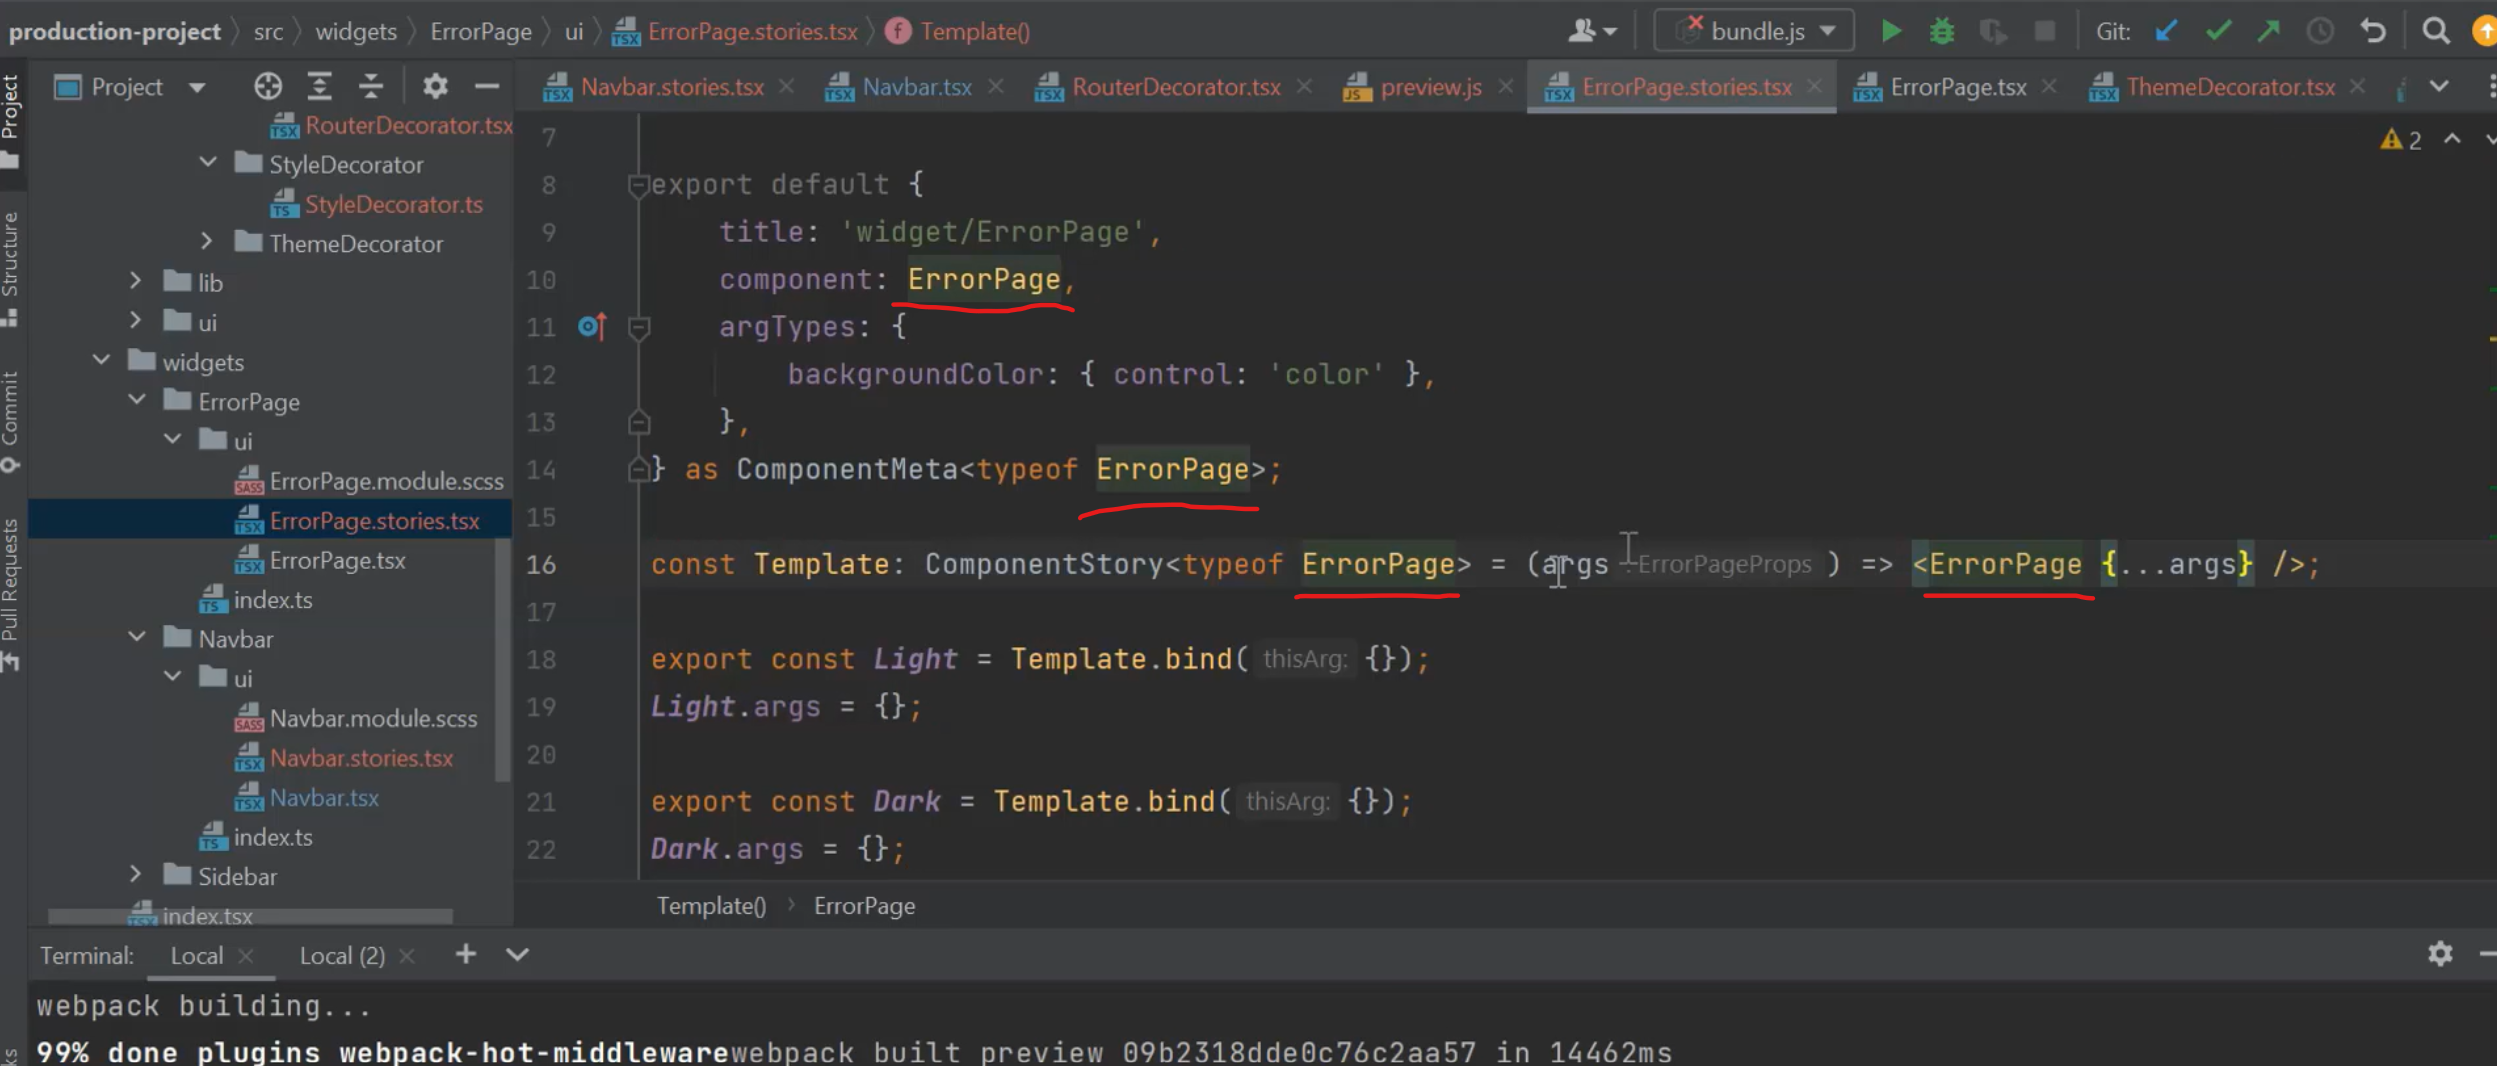 production-project src widgets ErrorPage ui ErrorPage.stories.tsx f Template() bundle.js Git:
Project
Navbar.stories.tsx Navbar.tsx RouterDecorator.tsx preview.js ErrorPage.stories.tsx ErrorPage.tsx ThemeDecorator.tsx
Project
Structure
Commit
Pull Requests
RouterDecorator.tsx
StyleDecorator
StyleDecorator.ts
ThemeDecorator
lib
ui
widgets
ErrorPage
ui
ErrorPage.module.scss
ErrorPage.stories.tsx
ErrorPage.tsx
index.ts
Navbar
ui
Navbar.module.scss
Navbar.stories.tsx
Navbar.tsx
index.ts
Sidebar
index.tsx
2
7
8 export default {
9 title: 'widget/ErrorPage',
10 component: ErrorPage,
11 argTypes: {
12 backgroundColor: { control: 'color' },
13 },
14 } as ComponentMeta<typeof ErrorPage>;
15
16 const Template: ComponentStory<typeof ErrorPage> = (args : ErrorPageProps ) => <ErrorPage {...args} />;
17
18 export const Light = Template.bind( thisArg: {});
19 Light.args = {};
20
21 export const Dark = Template.bind( thisArg: {});
22 Dark.args = {};
Template() ErrorPage
Terminal: Local Local (2)
webpack building...
99% done plugins webpack-hot-middlewarewebpack built preview 09b2318dde0c76c2aa57 in 14462ms